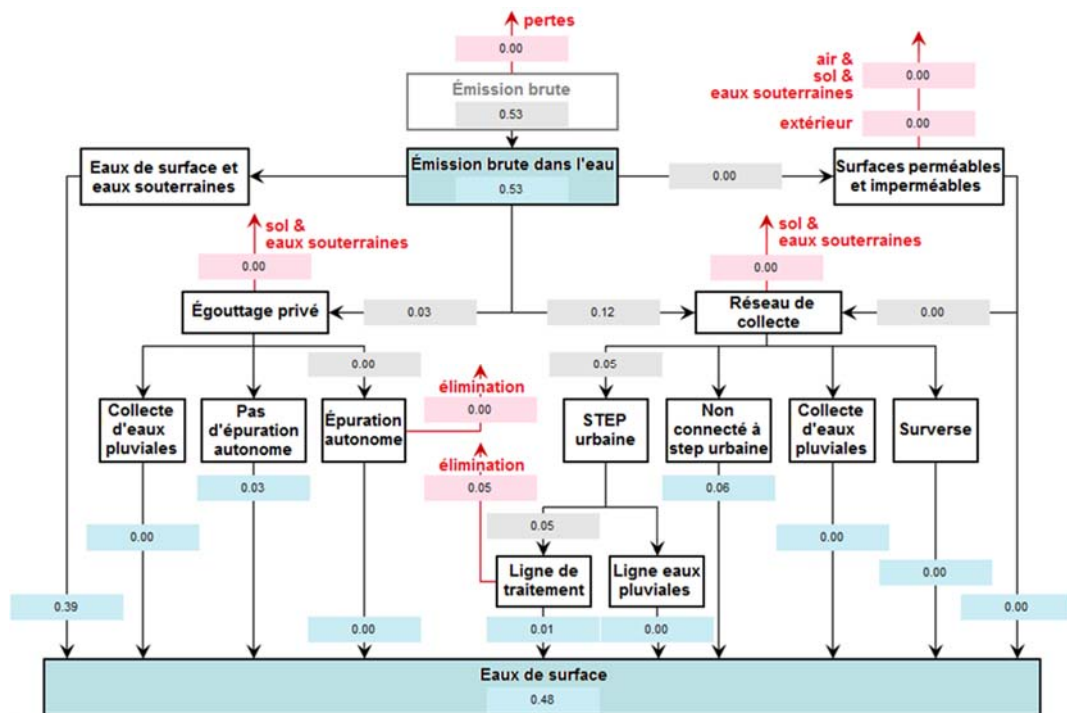 pertes
0.00
Émission brute
0.53
air &
sol &
eaux souterraines
0.00
extérieur
0.00
Eaux de surface et
eaux souterraines
Émission brute dans l'eau
0.53
0.00
Surfaces perméables
et imperméables
sol &
eaux souterraines
0.00
sol &
eaux souterraines
0.00
Égouttage privé
0.03
0.12
Réseau de
collecte
0.00
0.00
0.05
Collecte
d'eaux
pluviales
Pas
d'épuration
autonome
Épuration
autonome
élimination
0.00
STEP
urbaine
Non
connecté à
step urbaine
Collecte
d'eaux
pluviales
Surverse
élimination
0.05
0.03
0.06
0.00
0.05
0.00
Ligne de
traitement
Ligne eaux
pluviales
0.00
0.39
0.00
0.00
0.01
0.00
Eaux de surface
0.48